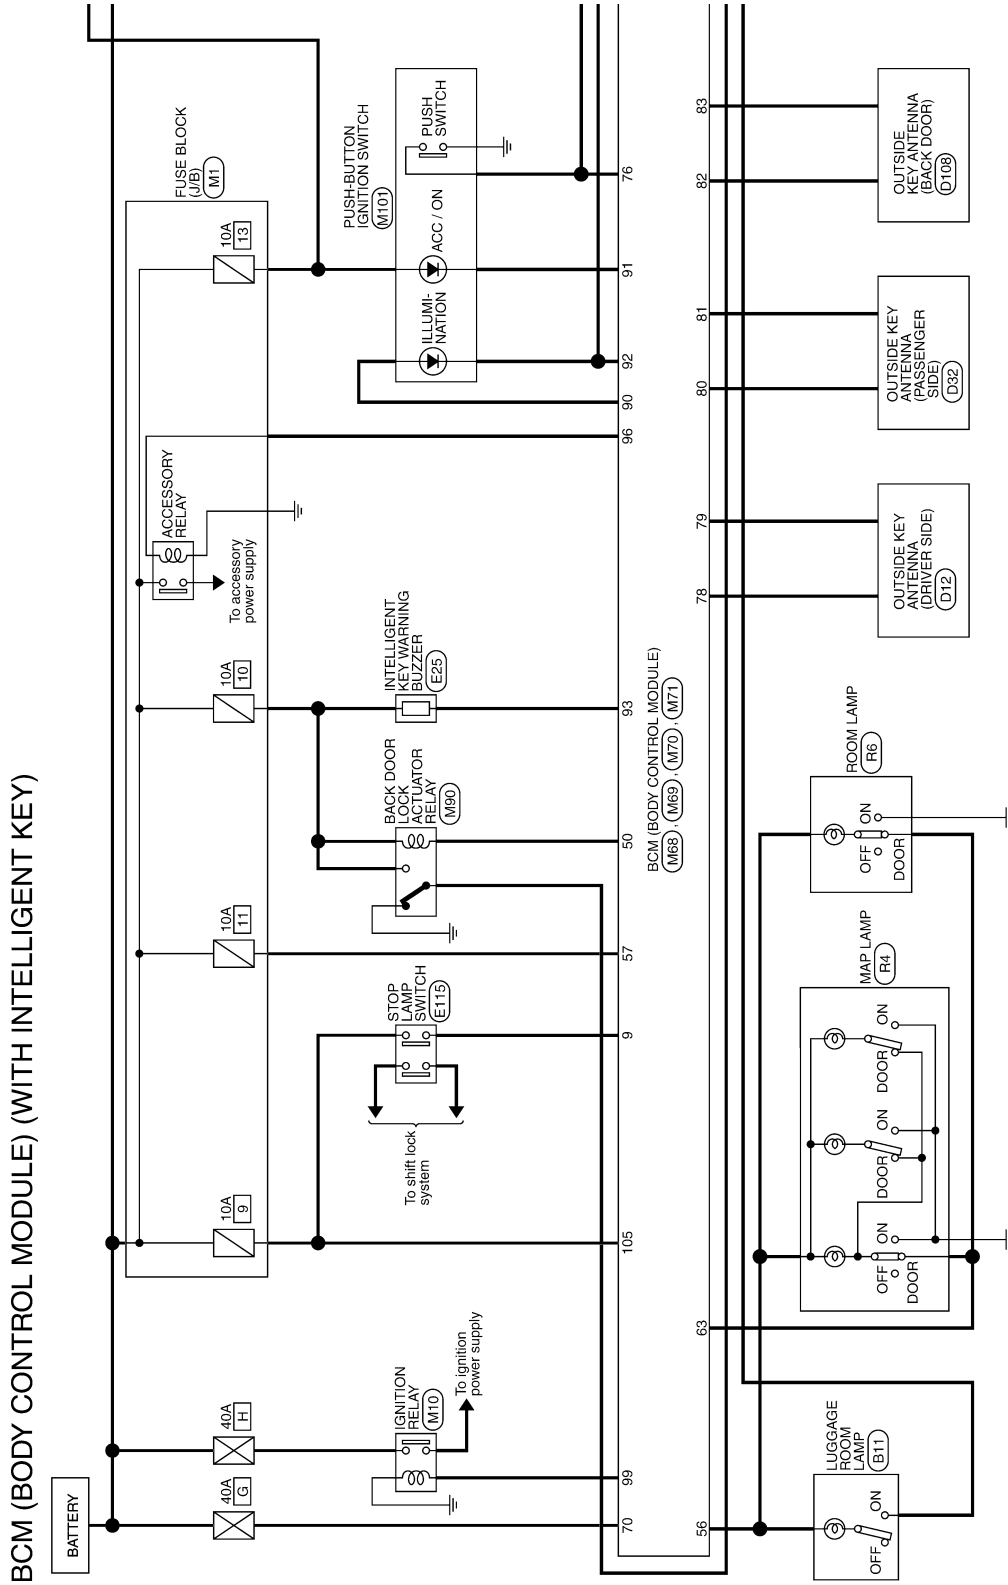 BCM (BODY CONTROL MODULE) (WITH INTELLIGENT KEY)
BATTERY
40A
G
40A
H
10A
9
10A
11
10A
10
10A
13
FUSE BLOCK
(J/B)
M1
ACCESSORY
RELAY
To accessory
power supply
IGNITION
RELAY
M10
To ignition
power supply
STOP
LAMP
SWITCH
E115
To shift lock
system
BACK DOOR
LOCK
ACTUATOR
RELAY
M90
INTELLIGENT
KEY WARNING
BUZZER
E25
PUSH-BUTTON
IGNITION SWITCH
M101
ILLUMI-
NATION
ACC / ON
PUSH
SWITCH
70
99
105
9
57
50
93
96
90
92
91
76
BCM (BODY CONTROL MODULE)
M68 , M69 , M70 , M71
56
63
78
79
80
81
82
83
LUGGAGE
ROOM
LAMP
B11
OFF
ON
MAP LAMP
R4
OFF
ON
DOOR
DOOR
ON
DOOR
ON
ROOM LAMP
R6
OFF
ON
DOOR
OUTSIDE KEY
ANTENNA
(DRIVER SIDE)
D12
OUTSIDE KEY
ANTENNA
(PASSENGER
SIDE)
D32
OUTSIDE
KEY ANTENNA
(BACK DOOR)
D108